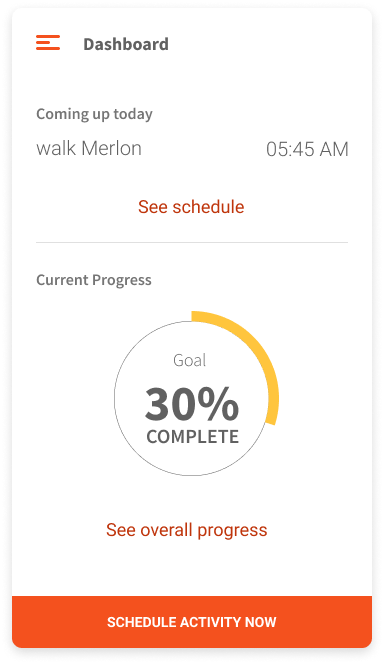 Dashboard
Coming up today
walk Merlon 05:45 AM
See schedule
Current Progress
Goal
30%
COMPLETE
See overall progress
SCHEDULE ACTIVITY NOW